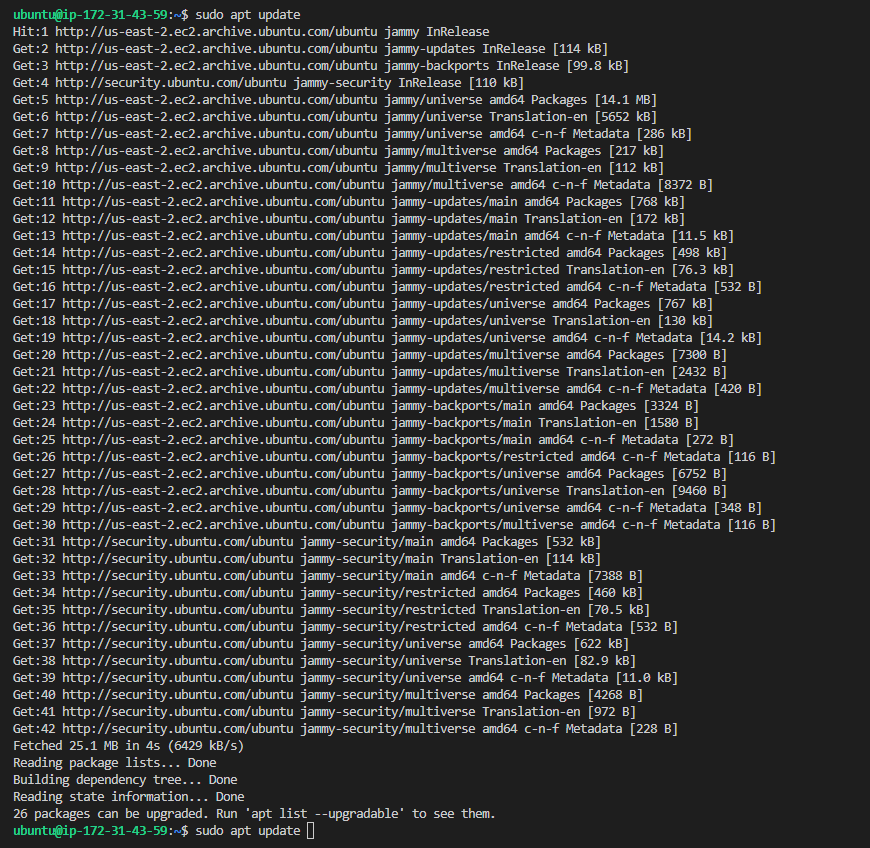 ubuntu@ip-172-31-43-59:~$ sudo apt update
Hit:1 http://us-east-2.ec2.archive.ubuntu.com/ubuntu jammy InRelease
Get:2 http://us-east-2.ec2.archive.ubuntu.com/ubuntu jammy-updates InRelease [114 kB]
Get:3 http://us-east-2.ec2.archive.ubuntu.com/ubuntu jammy-backports InRelease [99.8 kB]
Get:4 http://security.ubuntu.com/ubuntu jammy-security InRelease [110 kB]
Get:5 http://us-east-2.ec2.archive.ubuntu.com/ubuntu jammy/universe amd64 Packages [14.1 MB]
Get:6 http://us-east-2.ec2.archive.ubuntu.com/ubuntu jammy/universe Translation-en [5652 kB]
Get:7 http://us-east-2.ec2.archive.ubuntu.com/ubuntu jammy/universe amd64 c-n-f Metadata [286 kB]
Get:8 http://us-east-2.ec2.archive.ubuntu.com/ubuntu jammy/multiverse amd64 Packages [217 kB]
Get:9 http://us-east-2.ec2.archive.ubuntu.com/ubuntu jammy/multiverse Translation-en [112 kB]
Get:10 http://us-east-2.ec2.archive.ubuntu.com/ubuntu jammy/multiverse amd64 c-n-f Metadata [8372 B]
Get:11 http://us-east-2.ec2.archive.ubuntu.com/ubuntu jammy-updates/main amd64 Packages [768 kB]
Get:12 http://us-east-2.ec2.archive.ubuntu.com/ubuntu jammy-updates/main Translation-en [172 kB]
Get:13 http://us-east-2.ec2.archive.ubuntu.com/ubuntu jammy-updates/main amd64 c-n-f Metadata [11.5 kB]
Get:14 http://us-east-2.ec2.archive.ubuntu.com/ubuntu jammy-updates/restricted amd64 Packages [498 kB]
Get:15 http://us-east-2.ec2.archive.ubuntu.com/ubuntu jammy-updates/restricted Translation-en [76.3 kB]
Get:16 http://us-east-2.ec2.archive.ubuntu.com/ubuntu jammy-updates/restricted amd64 c-n-f Metadata [532 B]
Get:17 http://us-east-2.ec2.archive.ubuntu.com/ubuntu jammy-updates/universe amd64 Packages [767 kB]
Get:18 http://us-east-2.ec2.archive.ubuntu.com/ubuntu jammy-updates/universe Translation-en [130 kB]
Get:19 http://us-east-2.ec2.archive.ubuntu.com/ubuntu jammy-updates/universe amd64 c-n-f Metadata [14.2 kB]
Get:20 http://us-east-2.ec2.archive.ubuntu.com/ubuntu jammy-updates/multiverse amd64 Packages [7300 B]
Get:21 http://us-east-2.ec2.archive.ubuntu.com/ubuntu jammy-updates/multiverse Translation-en [2432 B]
Get:22 http://us-east-2.ec2.archive.ubuntu.com/ubuntu jammy-updates/multiverse amd64 c-n-f Metadata [420 B]
Get:23 http://us-east-2.ec2.archive.ubuntu.com/ubuntu jammy-backports/main amd64 Packages [3324 B]
Get:24 http://us-east-2.ec2.archive.ubuntu.com/ubuntu jammy-backports/main Translation-en [1580 B]
Get:25 http://us-east-2.ec2.archive.ubuntu.com/ubuntu jammy-backports/main amd64 c-n-f Metadata [272 B]
Get:26 http://us-east-2.ec2.archive.ubuntu.com/ubuntu jammy-backports/restricted amd64 c-n-f Metadata [116 B]
Get:27 http://us-east-2.ec2.archive.ubuntu.com/ubuntu jammy-backports/universe amd64 Packages [6752 B]
Get:28 http://us-east-2.ec2.archive.ubuntu.com/ubuntu jammy-backports/universe Translation-en [9460 B]
Get:29 http://us-east-2.ec2.archive.ubuntu.com/ubuntu jammy-backports/universe amd64 c-n-f Metadata [348 B]
Get:30 http://us-east-2.ec2.archive.ubuntu.com/ubuntu jammy-backports/multiverse amd64 c-n-f Metadata [116 B]
Get:31 http://security.ubuntu.com/ubuntu jammy-security/main amd64 Packages [532 kB]
Get:32 http://security.ubuntu.com/ubuntu jammy-security/main Translation-en [114 kB]
Get:33 http://security.ubuntu.com/ubuntu jammy-security/main amd64 c-n-f Metadata [7388 B]
Get:34 http://security.ubuntu.com/ubuntu jammy-security/restricted amd64 Packages [460 kB]
Get:35 http://security.ubuntu.com/ubuntu jammy-security/restricted Translation-en [70.5 kB]
Get:36 http://security.ubuntu.com/ubuntu jammy-security/restricted amd64 c-n-f Metadata [532 B]
Get:37 http://security.ubuntu.com/ubuntu jammy-security/universe amd64 Packages [622 kB]
Get:38 http://security.ubuntu.com/ubuntu jammy-security/universe Translation-en [82.9 kB]
Get:39 http://security.ubuntu.com/ubuntu jammy-security/universe amd64 c-n-f Metadata [11.0 kB]
Get:40 http://security.ubuntu.com/ubuntu jammy-security/multiverse amd64 Packages [4268 B]
Get:41 http://security.ubuntu.com/ubuntu jammy-security/multiverse Translation-en [972 B]
Get:42 http://security.ubuntu.com/ubuntu jammy-security/multiverse amd64 c-n-f Metadata [228 B]
Fetched 25.1 MB in 4s (6429 kB/s)
Reading package lists... Done
Building dependency tree... Done
Reading state information... Done
26 packages can be upgraded. Run 'apt list --upgradable' to see them.
ubuntu@ip-172-31-43-59:~$ sudo apt update